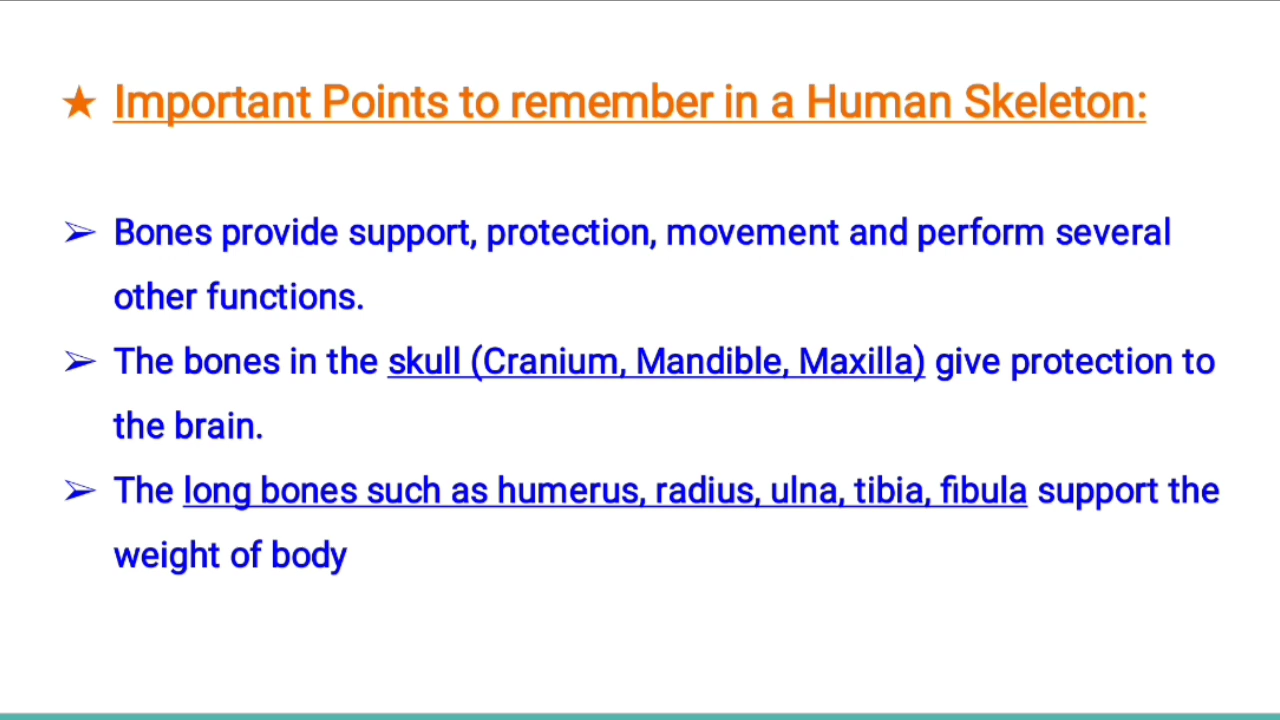 ★ Important Points to remember in a Human Skeleton:
➢ Bones provide support, protection, movement and perform several
other functions.
➢ The bones in the skull (Cranium, Mandible, Maxilla) give protection to
the brain.
➢ The long bones such as humerus, radius, ulna, tibia, fibula support the
weight of body